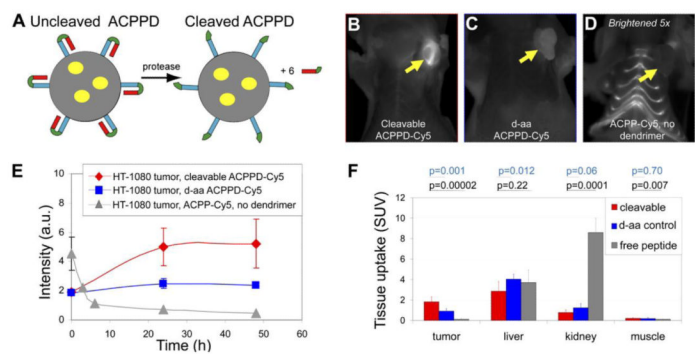 A
Uncleaved ACPPD
Cleaved ACPPD
protease
+ 6
B
Cleavable
ACPPD-Cy5
C
d-aa
ACPPD-Cy5
D
Brightened 5x
ACPP-Cy5, no
dendrimer
E
HT-1080 tumor, cleavable ACPPD-Cy5
HT-1080 tumor, d-aa ACPPD-Cy5
HT-1080 tumor, ACPP-Cy5, no dendrimer
Intensity (a.u.)
10
8
6
4
2
0
0 10 20 30 40 50 60
Time (h)
F
p=0.001 p=0.012 p=0.06 p=0.70
p=0.00002 p=0.22 p=0.0001 p=0.007
cleavable
d-aa control
free peptide
Tissue uptake (SUV)
12
10
8
6
4
2
0
tumor liver kidney muscle